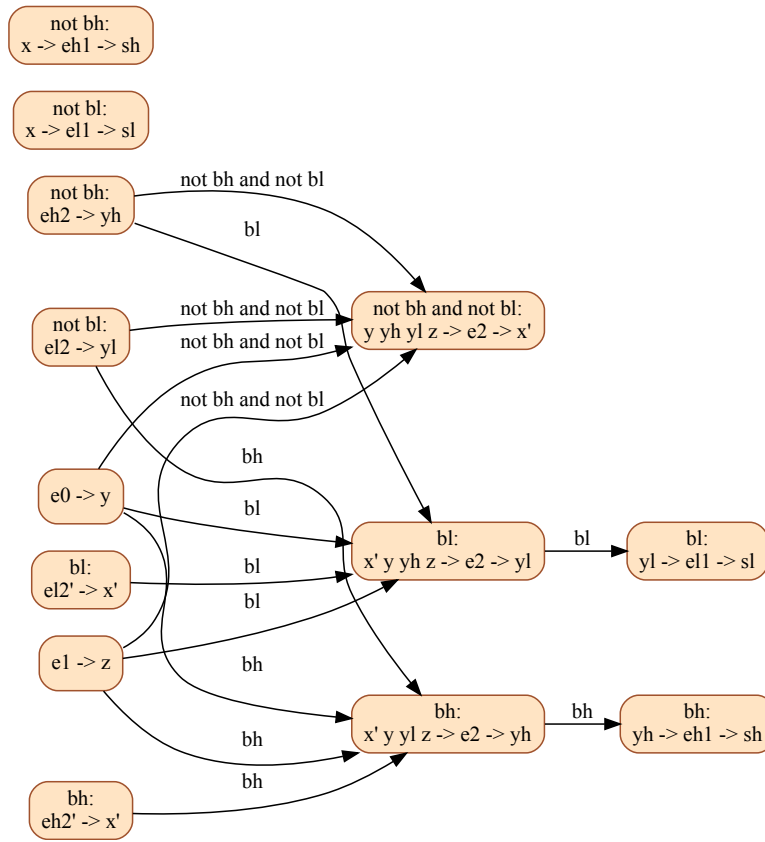 not bh:
x -> eh1 -> sh
not bl:
x -> el1 -> sl
not bh:
eh2 -> yh
not bh and not bl
bl
not bl:
el2 -> yl
not bh and not bl
not bh and not bl
not bh and not bl
not bh and not bl:
y yh yl z -> e2 -> x'
bh
e0 -> y
bl
bl:
el2' -> x'
bl
bl
bl:
x' y yh z -> e2 -> yl
bl
bl:
yl -> el1 -> sl
e1 -> z
bh
bh
bh:
x' y yl z -> e2 -> yh
bh
bh:
yh -> eh1 -> sh
bh:
eh2' -> x'
bh